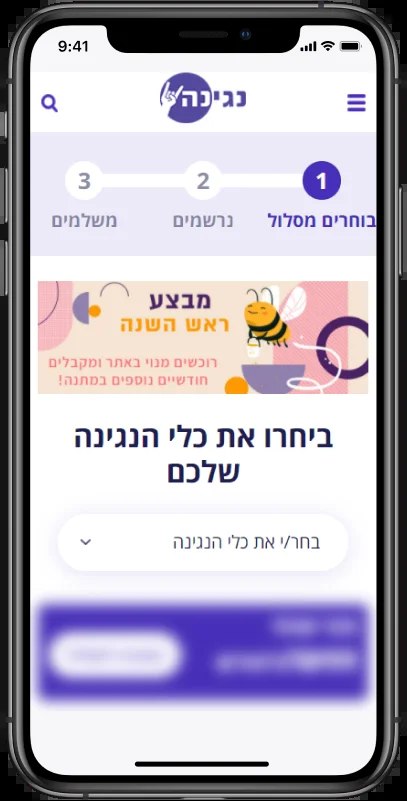 9:41
נגינה
1
2
3
בוחרים מסלול
נרשמים
משלמים
מבצע
ראש השנה
רוכשים מנוי באתר ומקבלים
חודשיים נוספים במתנה!
ביחרו את כלי הנגינה
שלכם
בחר/י את כלי הנגינה